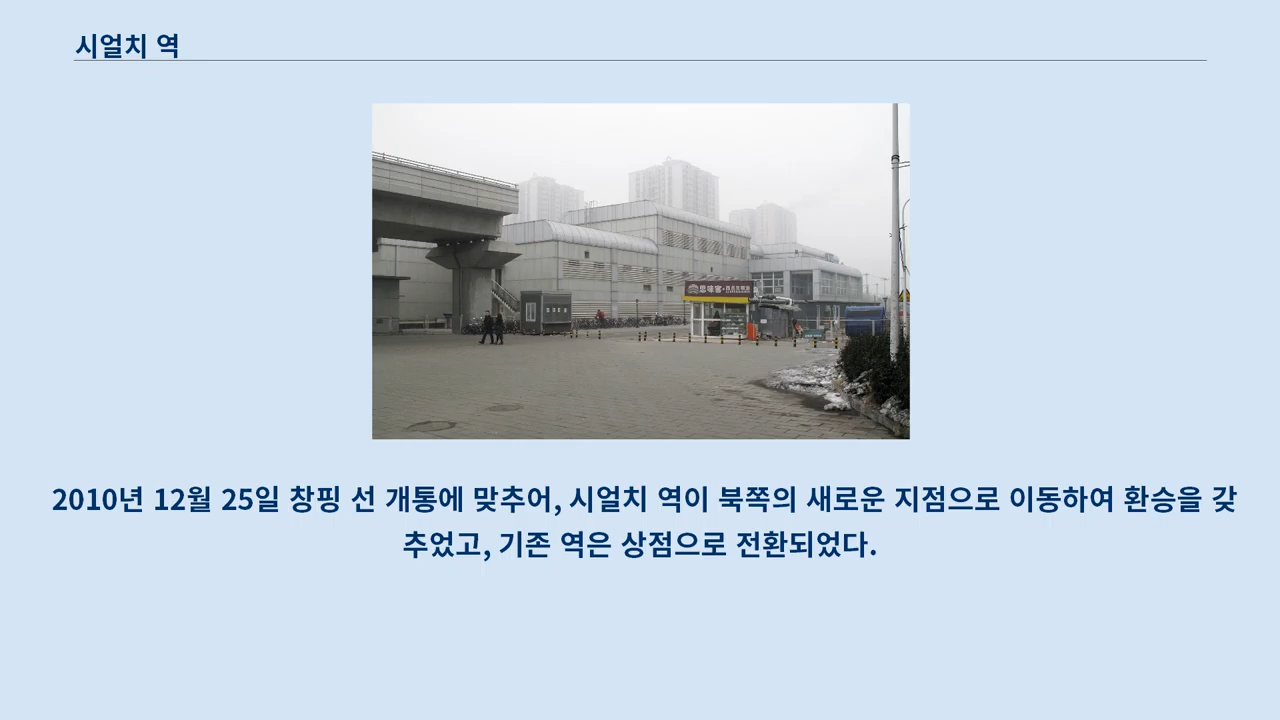 시얼치 역
2010년 12월 25일 창핑 선 개통에 맞추어, 시얼치 역이 북쪽의 새로운 지점으로 이동하여 환승을 갖
추었고, 기존 역은 상점으로 전환되었다.